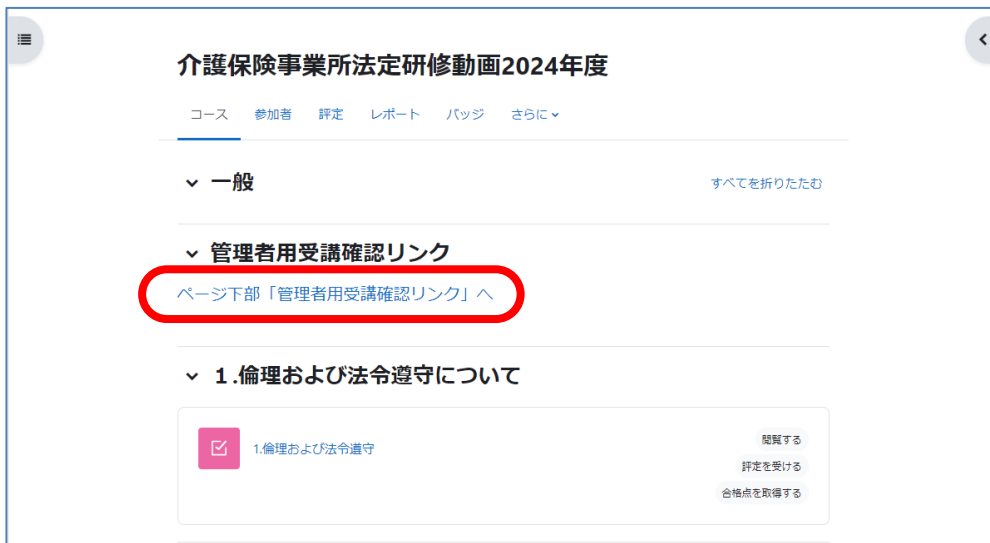 介護保険事業所法定研修動画2024年度
コース 参加者 評定 レポート バッジ さらに
一般 すべてを折りたたむ
管理者用受講確認リンク
ページ下部「管理者用受講確認リンク」へ
1.倫理および法令遵守について
1.倫理および法令遵守 閲覧する
評定を受ける
合格点を取得する